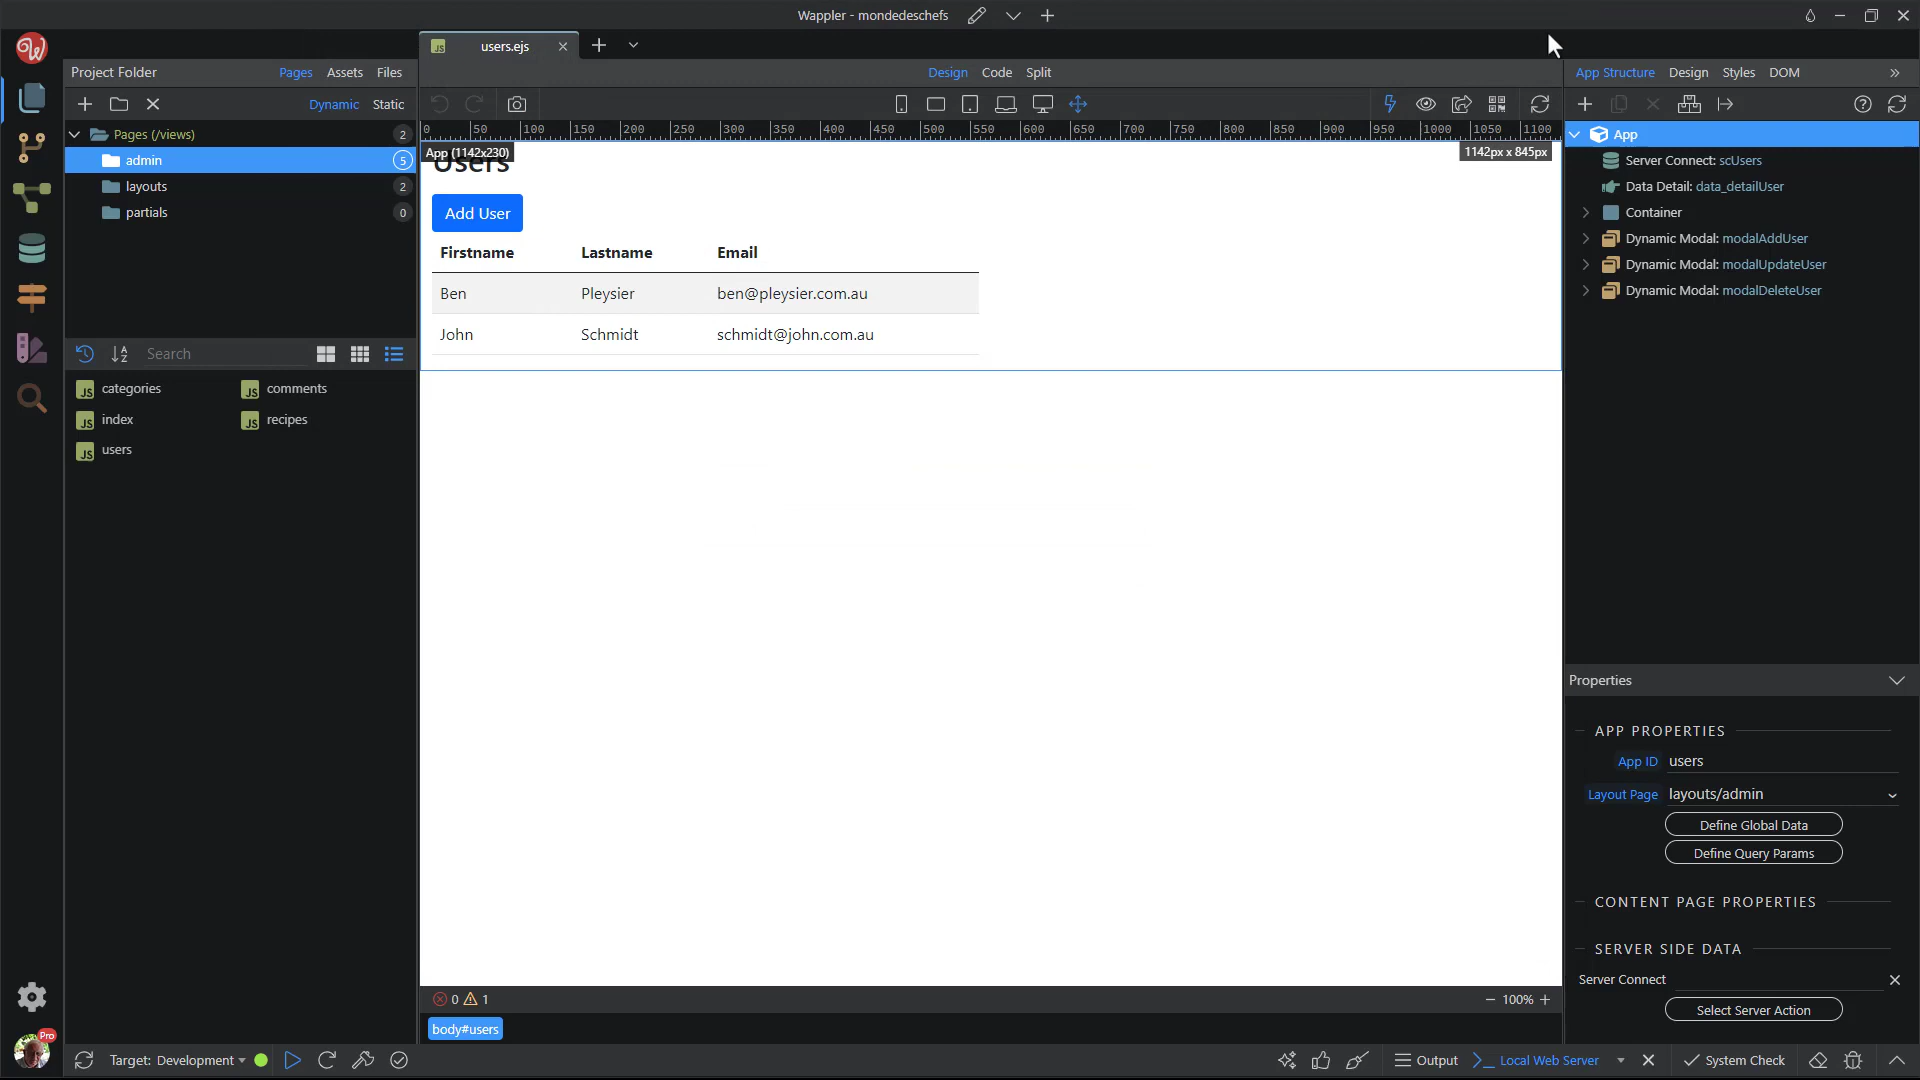 Wappler - mondedeschefs
users.ejs
Project Folder
Pages
Assets
Files
Design
Code
Split
App Structure
Design
Styles
DOM
Dynamic
Static
0 50 100 150 200 250 300 350 400 450 500 550 600 650 700 750 800 850 900 950 1000 1050 1100
Pages (/views)
2
admin
5
layouts
2
partials
0
App (1142x230)
1142px x 845px
Users
Add User
Firstname Lastname Email
Ben Pleysier ben@pleysier.com.au
John Schmidt schmidt@john.com.au
App
Server Connect: scUsers
Data Detail: data_detailUser
Container
Dynamic Modal: modalAddUser
Dynamic Modal: modalUpdateUser
Dynamic Modal: modalDeleteUser
Search
categories
comments
index
recipes
users
Properties
APP PROPERTIES
App ID users
Layout Page layouts/admin
Define Global Data
Define Query Params
CONTENT PAGE PROPERTIES
SERVER SIDE DATA
Server Connect
Select Server Action
0 1
100%
body#users
Pro
Target: Development
Output
Local Web Server
System Check